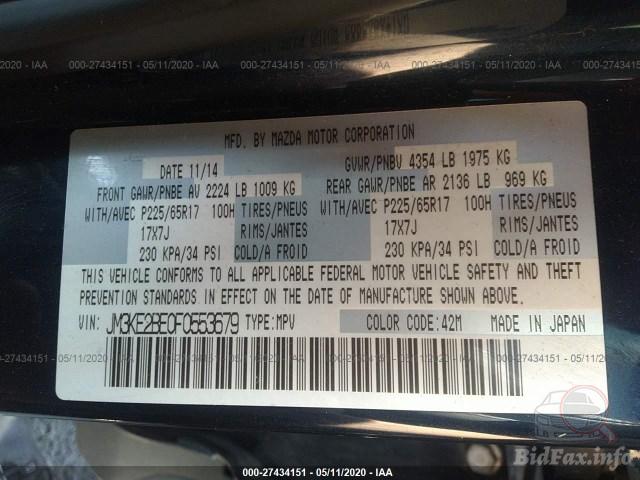 000-27434151 - 05/11/2020 - IAA
MFD. BY MAZDA MOTOR CORPORATION
DATE 11/14
GVWR/PNBV 4354 LB 1975 KG
FRONT GAWR/PNBE AV 2224 LB 1009 KG
REAR GAWR/PNBE AR 2136 LB 969 KG
WITH/AVEC P225/65R17 100H TIRES/PNEUS
WITH/AVEC P225/65R17 100H TIRES/PNEUS
17X7J RIMS/JANTES
17X7J RIMS/JANTES
230 KPA/34 PSI COLD/A FROID
230 KPA/34 PSI COLD/A FROID
THIS VEHICLE CONFORMS TO ALL APPLICABLE FEDERAL MOTOR VEHICLE SAFETY AND THEFT
PREVENTION STANDARDS IN EFFECT ON THE DATE OF MANUFACTURE SHOWN ABOVE.
VIN: JM3KE2BE0F0553679 TYPE:MPV
COLOR CODE:42M
MADE IN JAPAN
000-27434151 - 05/11/2020 - IAA
BidFax.info